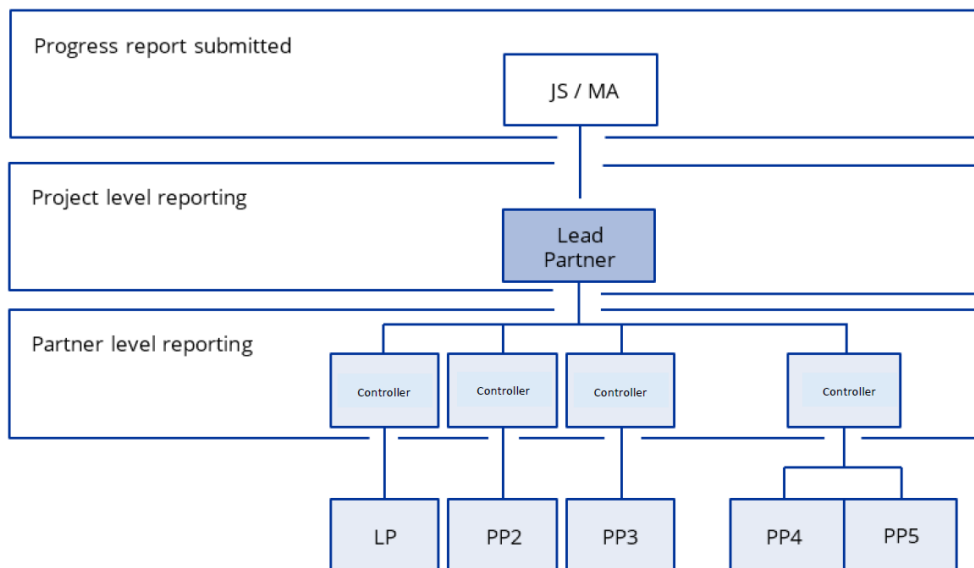 Progress report submitted
JS / MA
Project level reporting
Lead
Partner
Partner level reporting
Controller
Controller
Controller
Controller
LP
PP2
PP3
PP4
PP5